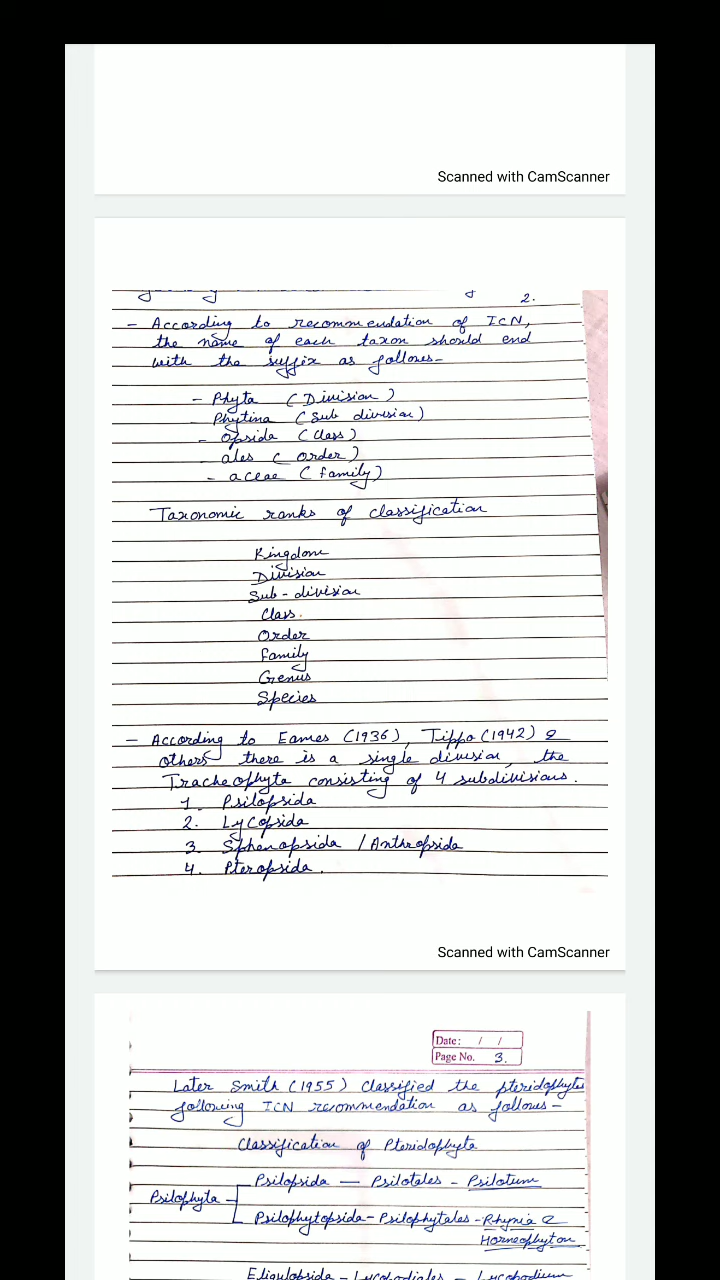 Scanned with CamScanner
2.
- According to recommendation of ICN,
the name of each taxon should end
with the suffix as follows-
- Phyta (Division)
- Phytina (Sub division)
- Opsida (Class)
ales ( order )
- aceae ( family )
Taxonomic ranks of classification
Kingdom
Division
Sub-division
Class.
Order
Family
Genus
Species
- According to Eames (1936), Tippo (1942) &
others there is a single division, the
Tracheophyta consisting of 4 subdivisions.
1. Psilopsida
2. Lycopsida
3. Sphenopsida / Anthropsida
4. Pteropsida.
Scanned with CamScanner
Date: / /
Page No. 3.
Later Smith (1955) Classified the pteridophytes
following ICN recommendation as follows-
Classification of Pteridophyta
Psilopsida — Psilotales - Psilotum
Psilophyta
Psilophytopsida - Psilophytales - Rhynia &
Horneophyton
Lycopodiales - Lycopodium